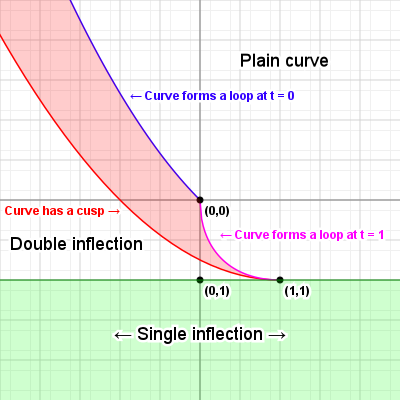 Plain curve
← Curve forms a loop at t = 0
Curve has a cusp →
(0,0)
← Curve forms a loop at t = 1
Double inflection
(0,1)
(1,1)
← Single inflection →